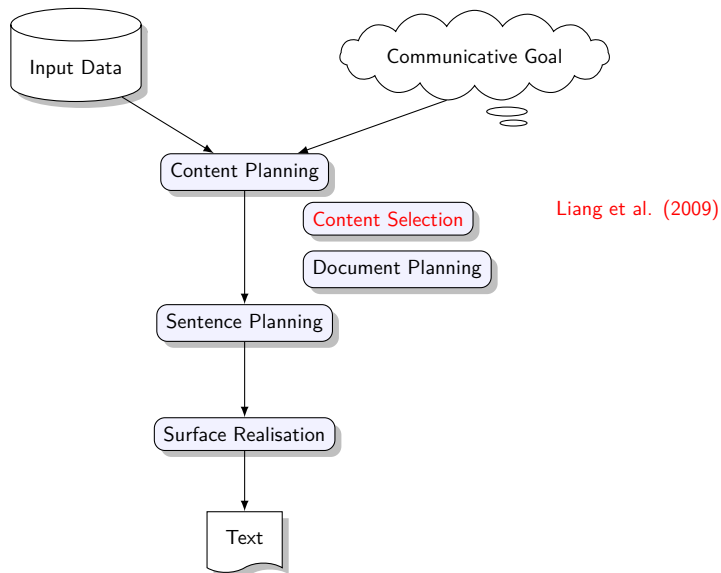 Input Data
Communicative Goal
Content Planning
Content Selection
Liang et al. (2009)
Document Planning
Sentence Planning
Surface Realisation
Text